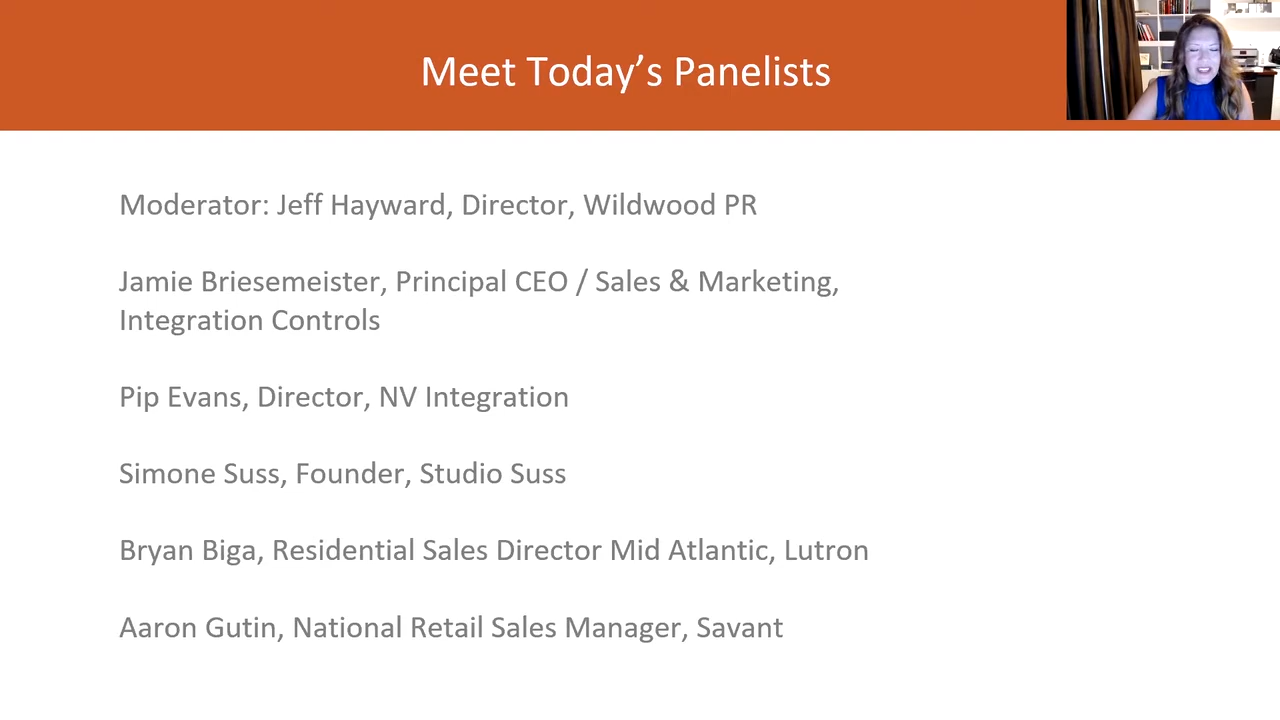 Meet Today’s Panelists
Moderator: Jeff Hayward, Director, Wildwood PR
Jamie Briesemeister, Principal CEO / Sales & Marketing,
Integration Controls
Pip Evans, Director, NV Integration
Simone Suss, Founder, Studio Suss
Bryan Biga, Residential Sales Director Mid Atlantic, Lutron
Aaron Gutin, National Retail Sales Manager, Savant